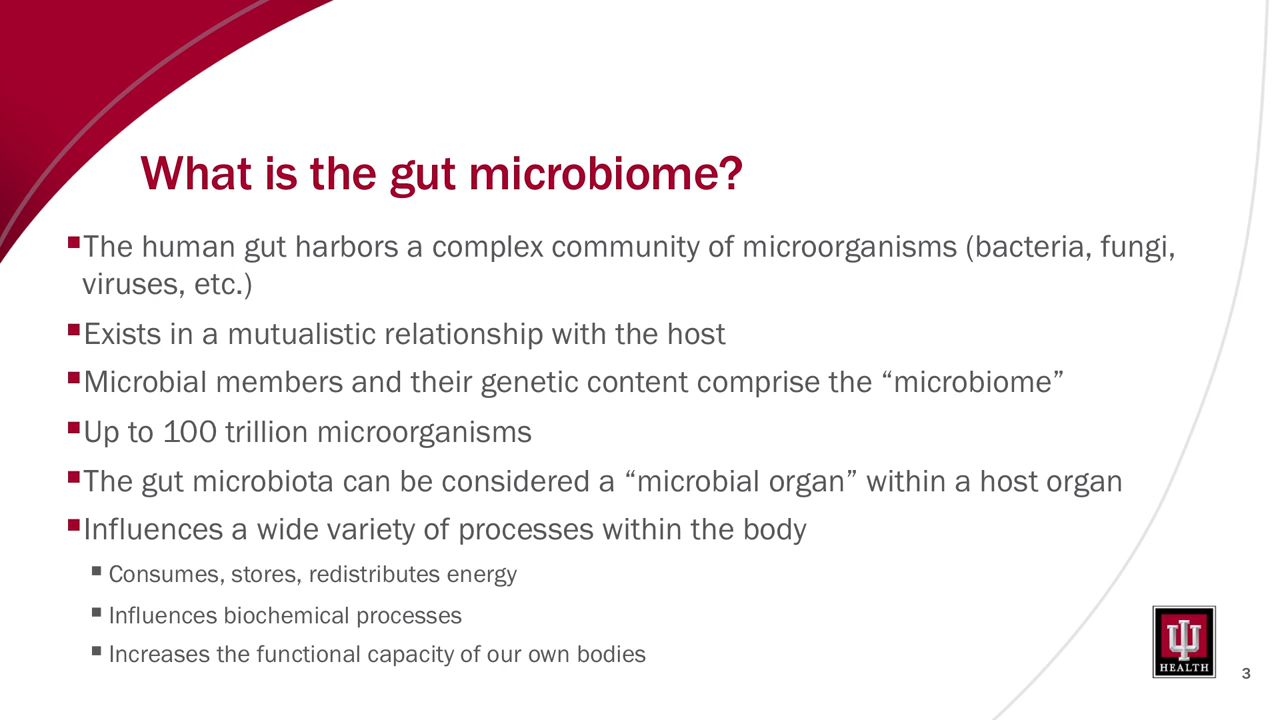 What is the gut microbiome?
▪The human gut harbors a complex community of microorganisms (bacteria, fungi,
viruses, etc.)
▪Exists in a mutualistic relationship with the host
▪Microbial members and their genetic content comprise the “microbiome”
▪Up to 100 trillion microorganisms
▪The gut microbiota can be considered a “microbial organ” within a host organ
▪Influences a wide variety of processes within the body
▪ Consumes, stores, redistributes energy
▪ Influences biochemical processes
▪ Increases the functional capacity of our own bodies
IU
HEALTH
3